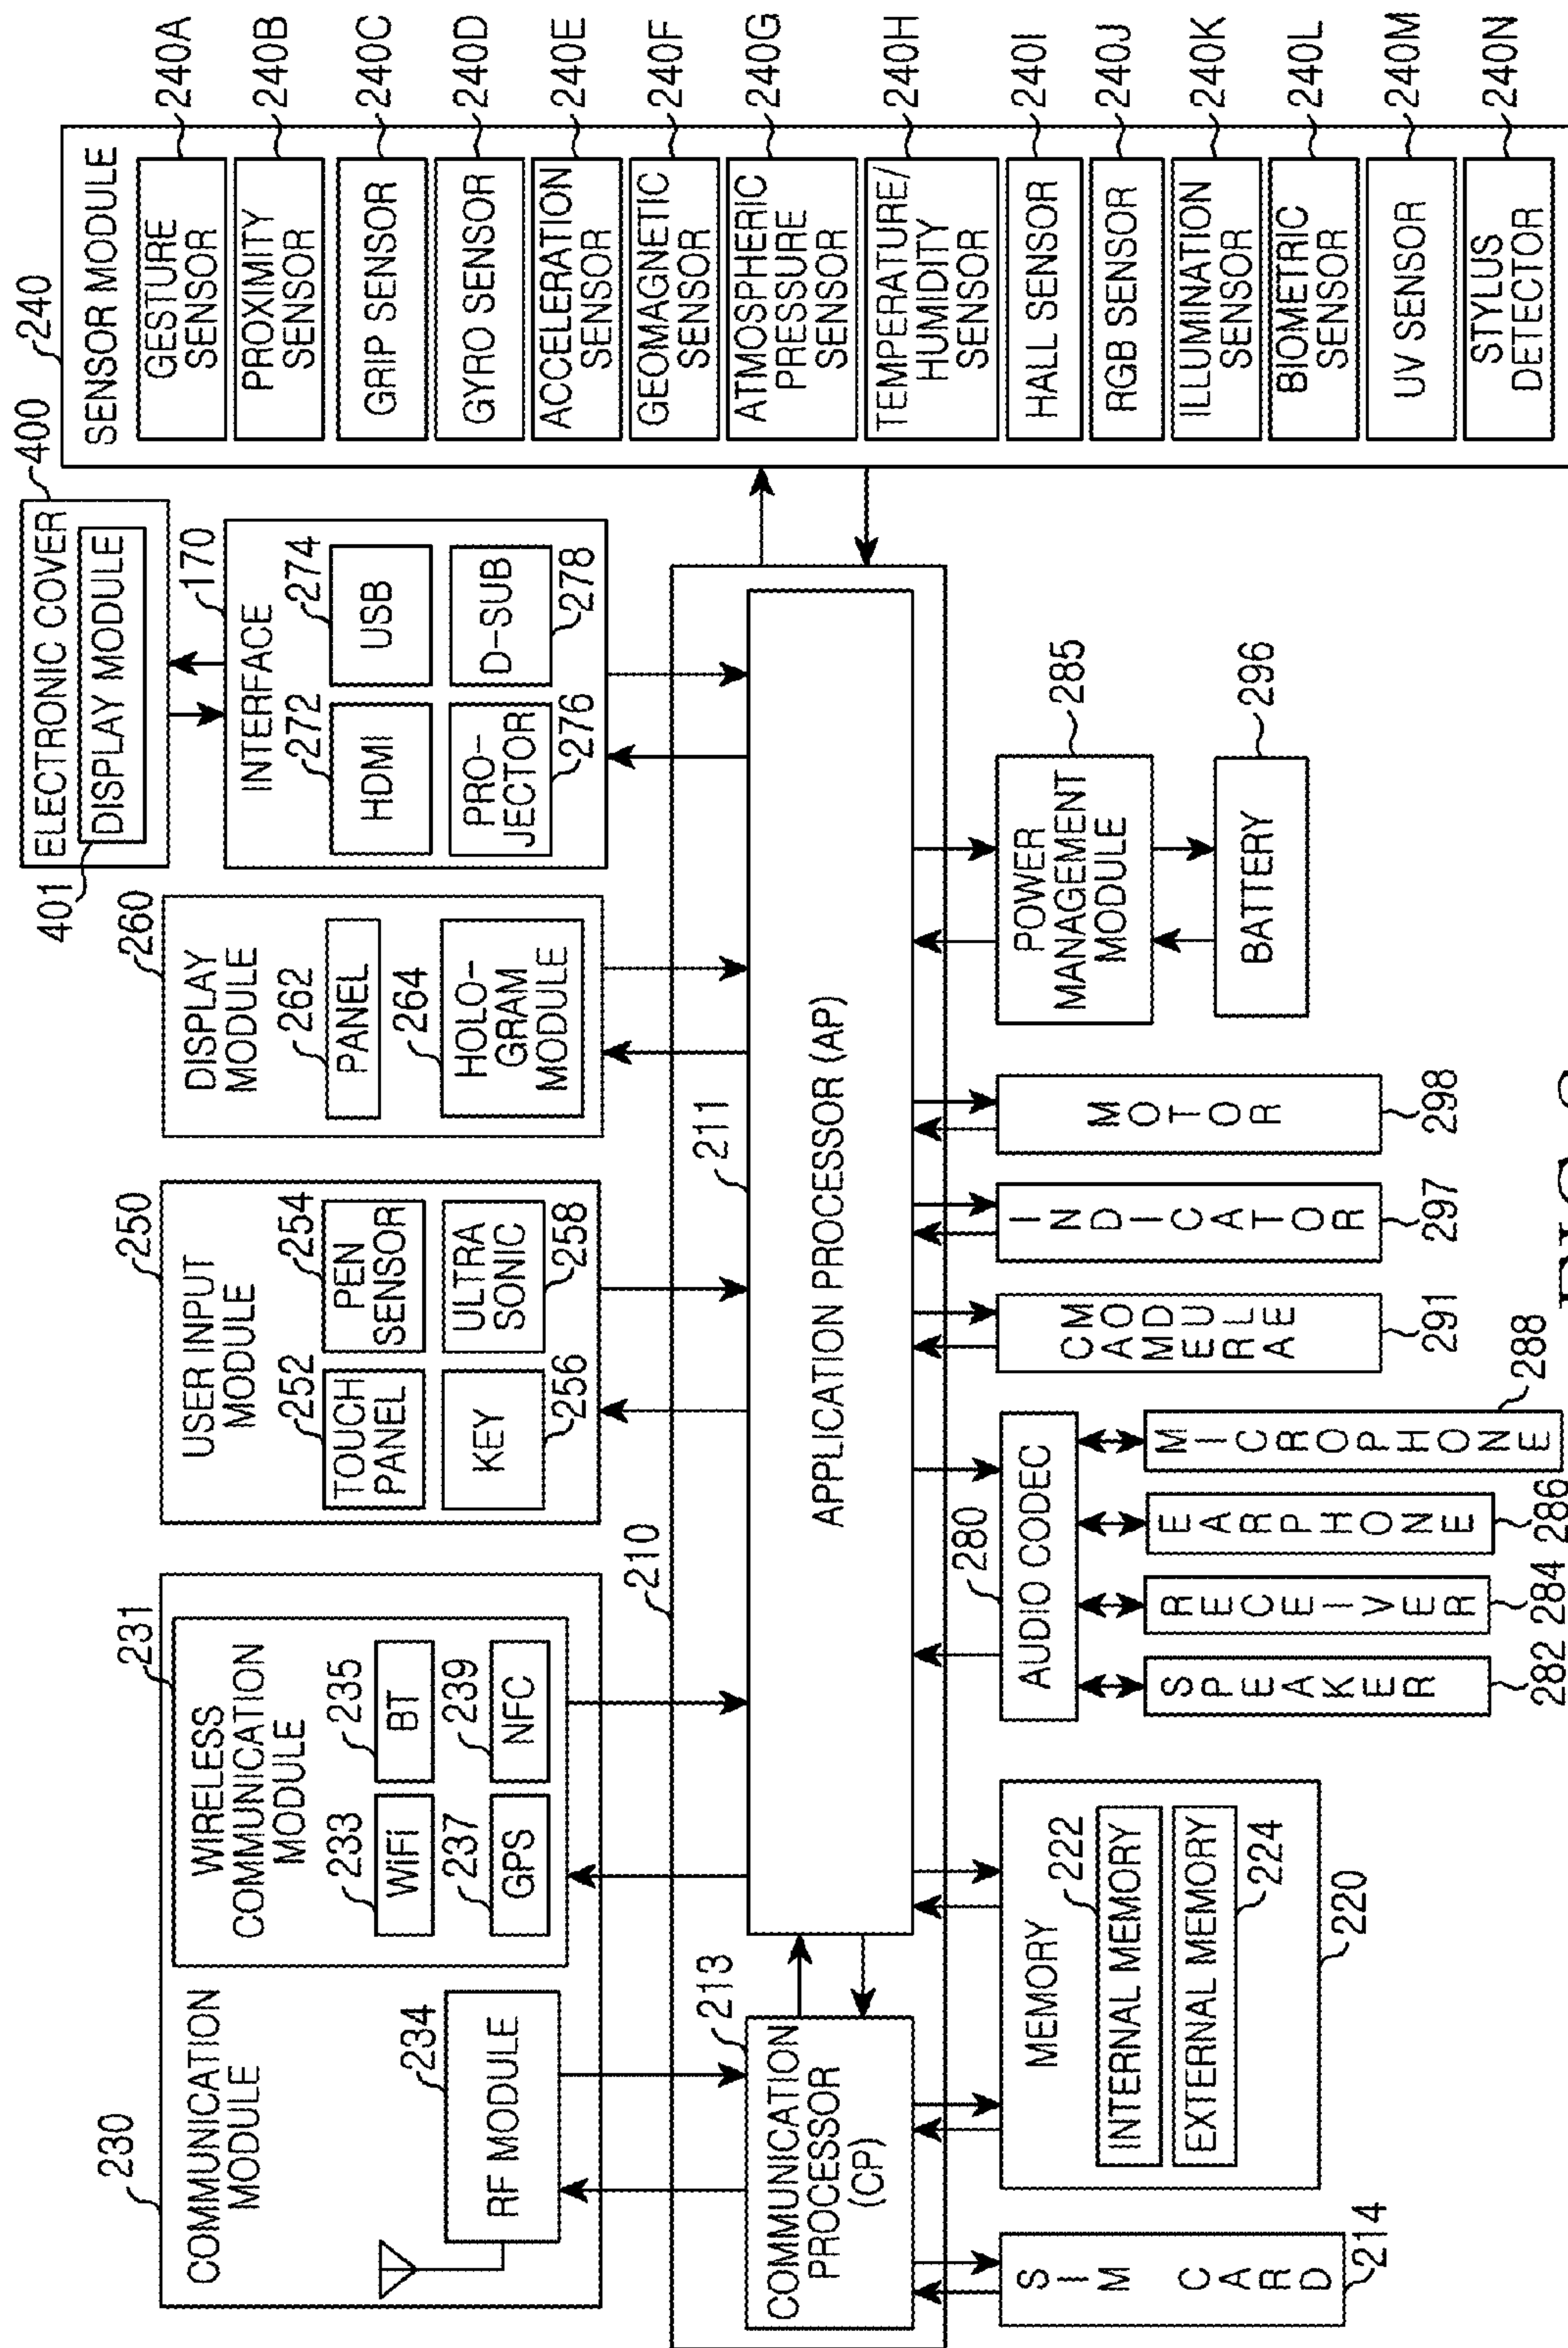 230
COMMUNICATION
MODULE
234
RF MODULE
231
WIRELESS
COMMUNICATION
MODULE
233
WiFi
235
BT
237
GPS
239
NFC
250
USER INPUT
MODULE
252
TOUCH
PANEL
254
PEN
SENSOR
KEY
256
ULTRA
SONIC
258
260
DISPLAY
MODULE
262
PANEL
264
HOLO-
GRAM
MODULE
400
ELECTRONIC COVER
DISPLAY MODULE
401
170
INTERFACE
272
HDMI
274
USB
PRO-
JECTOR
276
D-SUB
278
240
SENSOR MODULE
GESTURE
SENSOR
240A
PROXIMITY
SENSOR
240B
GRIP SENSOR
240C
GYRO SENSOR
240D
ACCELERATION
SENSOR
240E
GEOMAGNETIC
SENSOR
240F
ATMOSPHERIC
PRESSURE
SENSOR
240G
TEMPERATURE/
HUMIDITY
SENSOR
240H
HALL SENSOR
240I
RGB SENSOR
240J
ILLUMINATION
SENSOR
240K
BIOMETRIC
SENSOR
240L
UV SENSOR
240M
STYLUS
DETECTOR
240N
210
213
COMMUNICATION
PROCESSOR
(CP)
211
APPLICATION PROCESSOR (AP)
SIM CARD
214
MEMORY
222
INTERNAL MEMORY
EXTERNAL MEMORY
224
220
280
AUDIO CODEC
SPEAKER
282
RECEIVER
284
EARPHONE
286
MICROPHONE
288
CAMERA
MODULE
291
INDICATOR
297
MOTOR
298
POWER
MANAGEMENT
MODULE
285
BATTERY
296